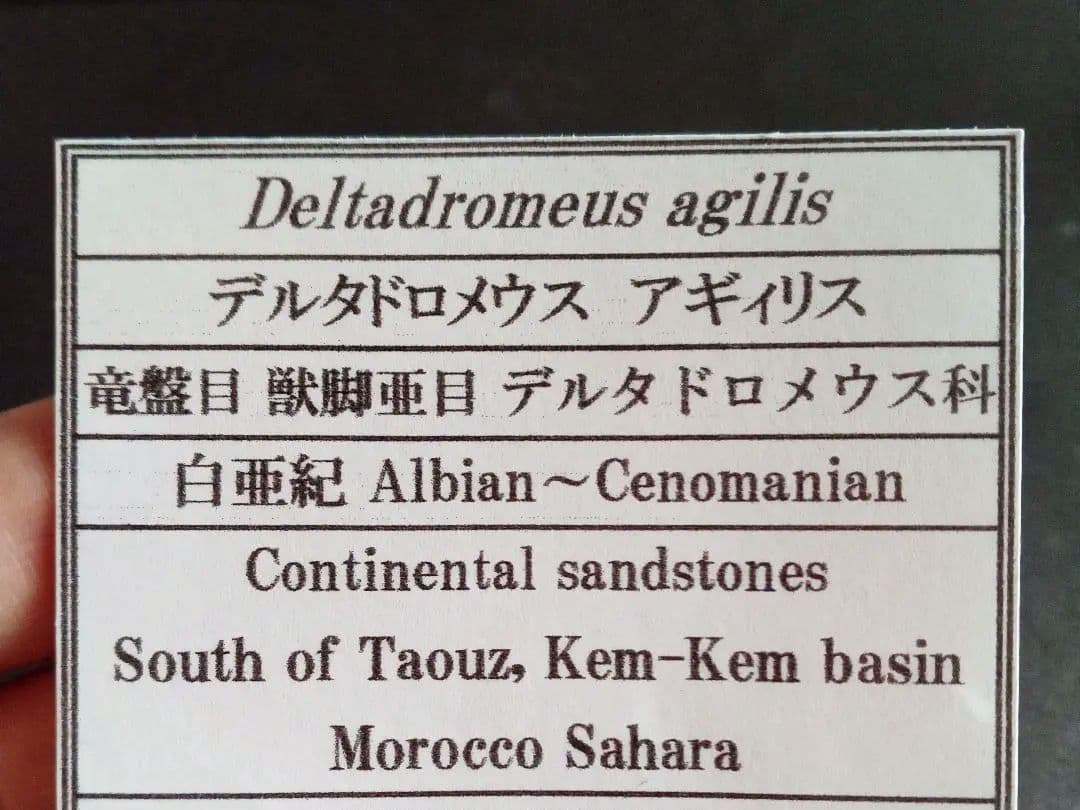 Deltadromeus agilis
デルタドロメウス アギィリス
竜盤目 獣脚亜目 デルタドロメウス科
白亜紀 Albian～Cenomanian
Continental sandstones
South of Taouz, Kem-Kem basin
Morocco Sahara